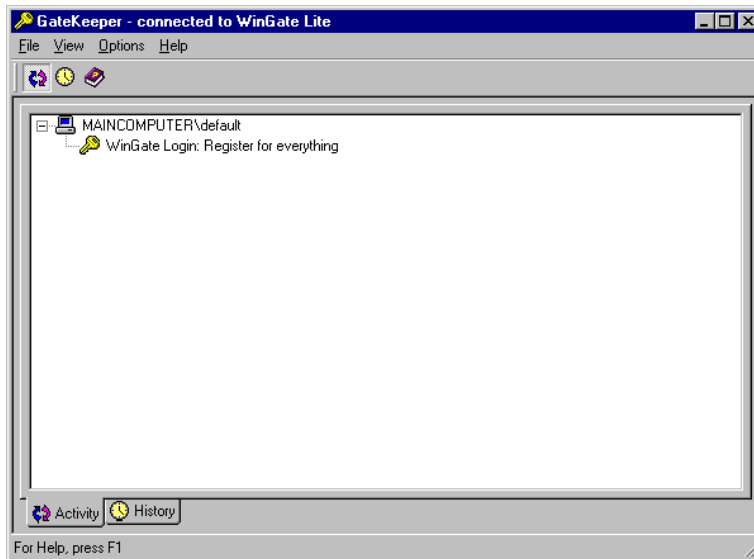 GateKeeper - connected to WinGate Lite
File View Options Help
MAINCOMPUTER\default
WinGate Login: Register for everything
Activity History
For Help, press F1